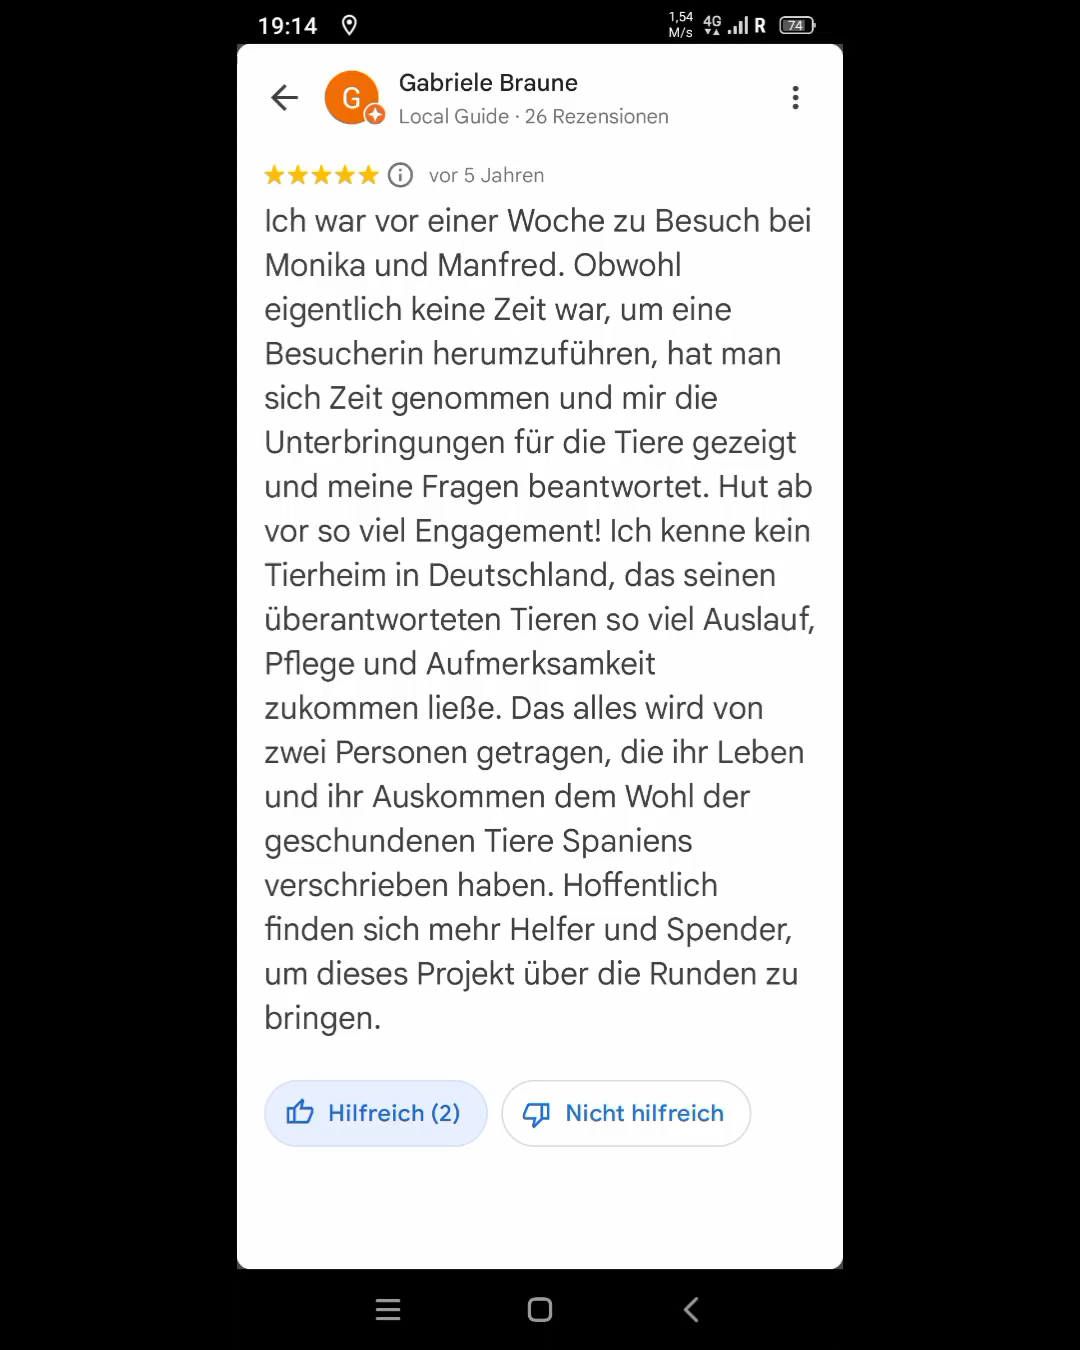 19:14
1,54 M/s 4G R 74
Gabriele Braune
G
Local Guide · 26 Rezensionen
vor 5 Jahren
Ich war vor einer Woche zu Besuch bei
Monika und Manfred. Obwohl
eigentlich keine Zeit war, um eine
Besucherin herumzuführen, hat man
sich Zeit genommen und mir die
Unterbringungen für die Tiere gezeigt
und meine Fragen beantwortet. Hut ab
vor so viel Engagement! Ich kenne kein
Tierheim in Deutschland, das seinen
überantworteten Tieren so viel Auslauf,
Pflege und Aufmerksamkeit
zukommen ließe. Das alles wird von
zwei Personen getragen, die ihr Leben
und ihr Auskommen dem Wohl der
geschundenen Tiere Spaniens
verschrieben haben. Hoffentlich
finden sich mehr Helfer und Spender,
um dieses Projekt über die Runden zu
bringen.
Hilfreich (2)
Nicht hilfreich